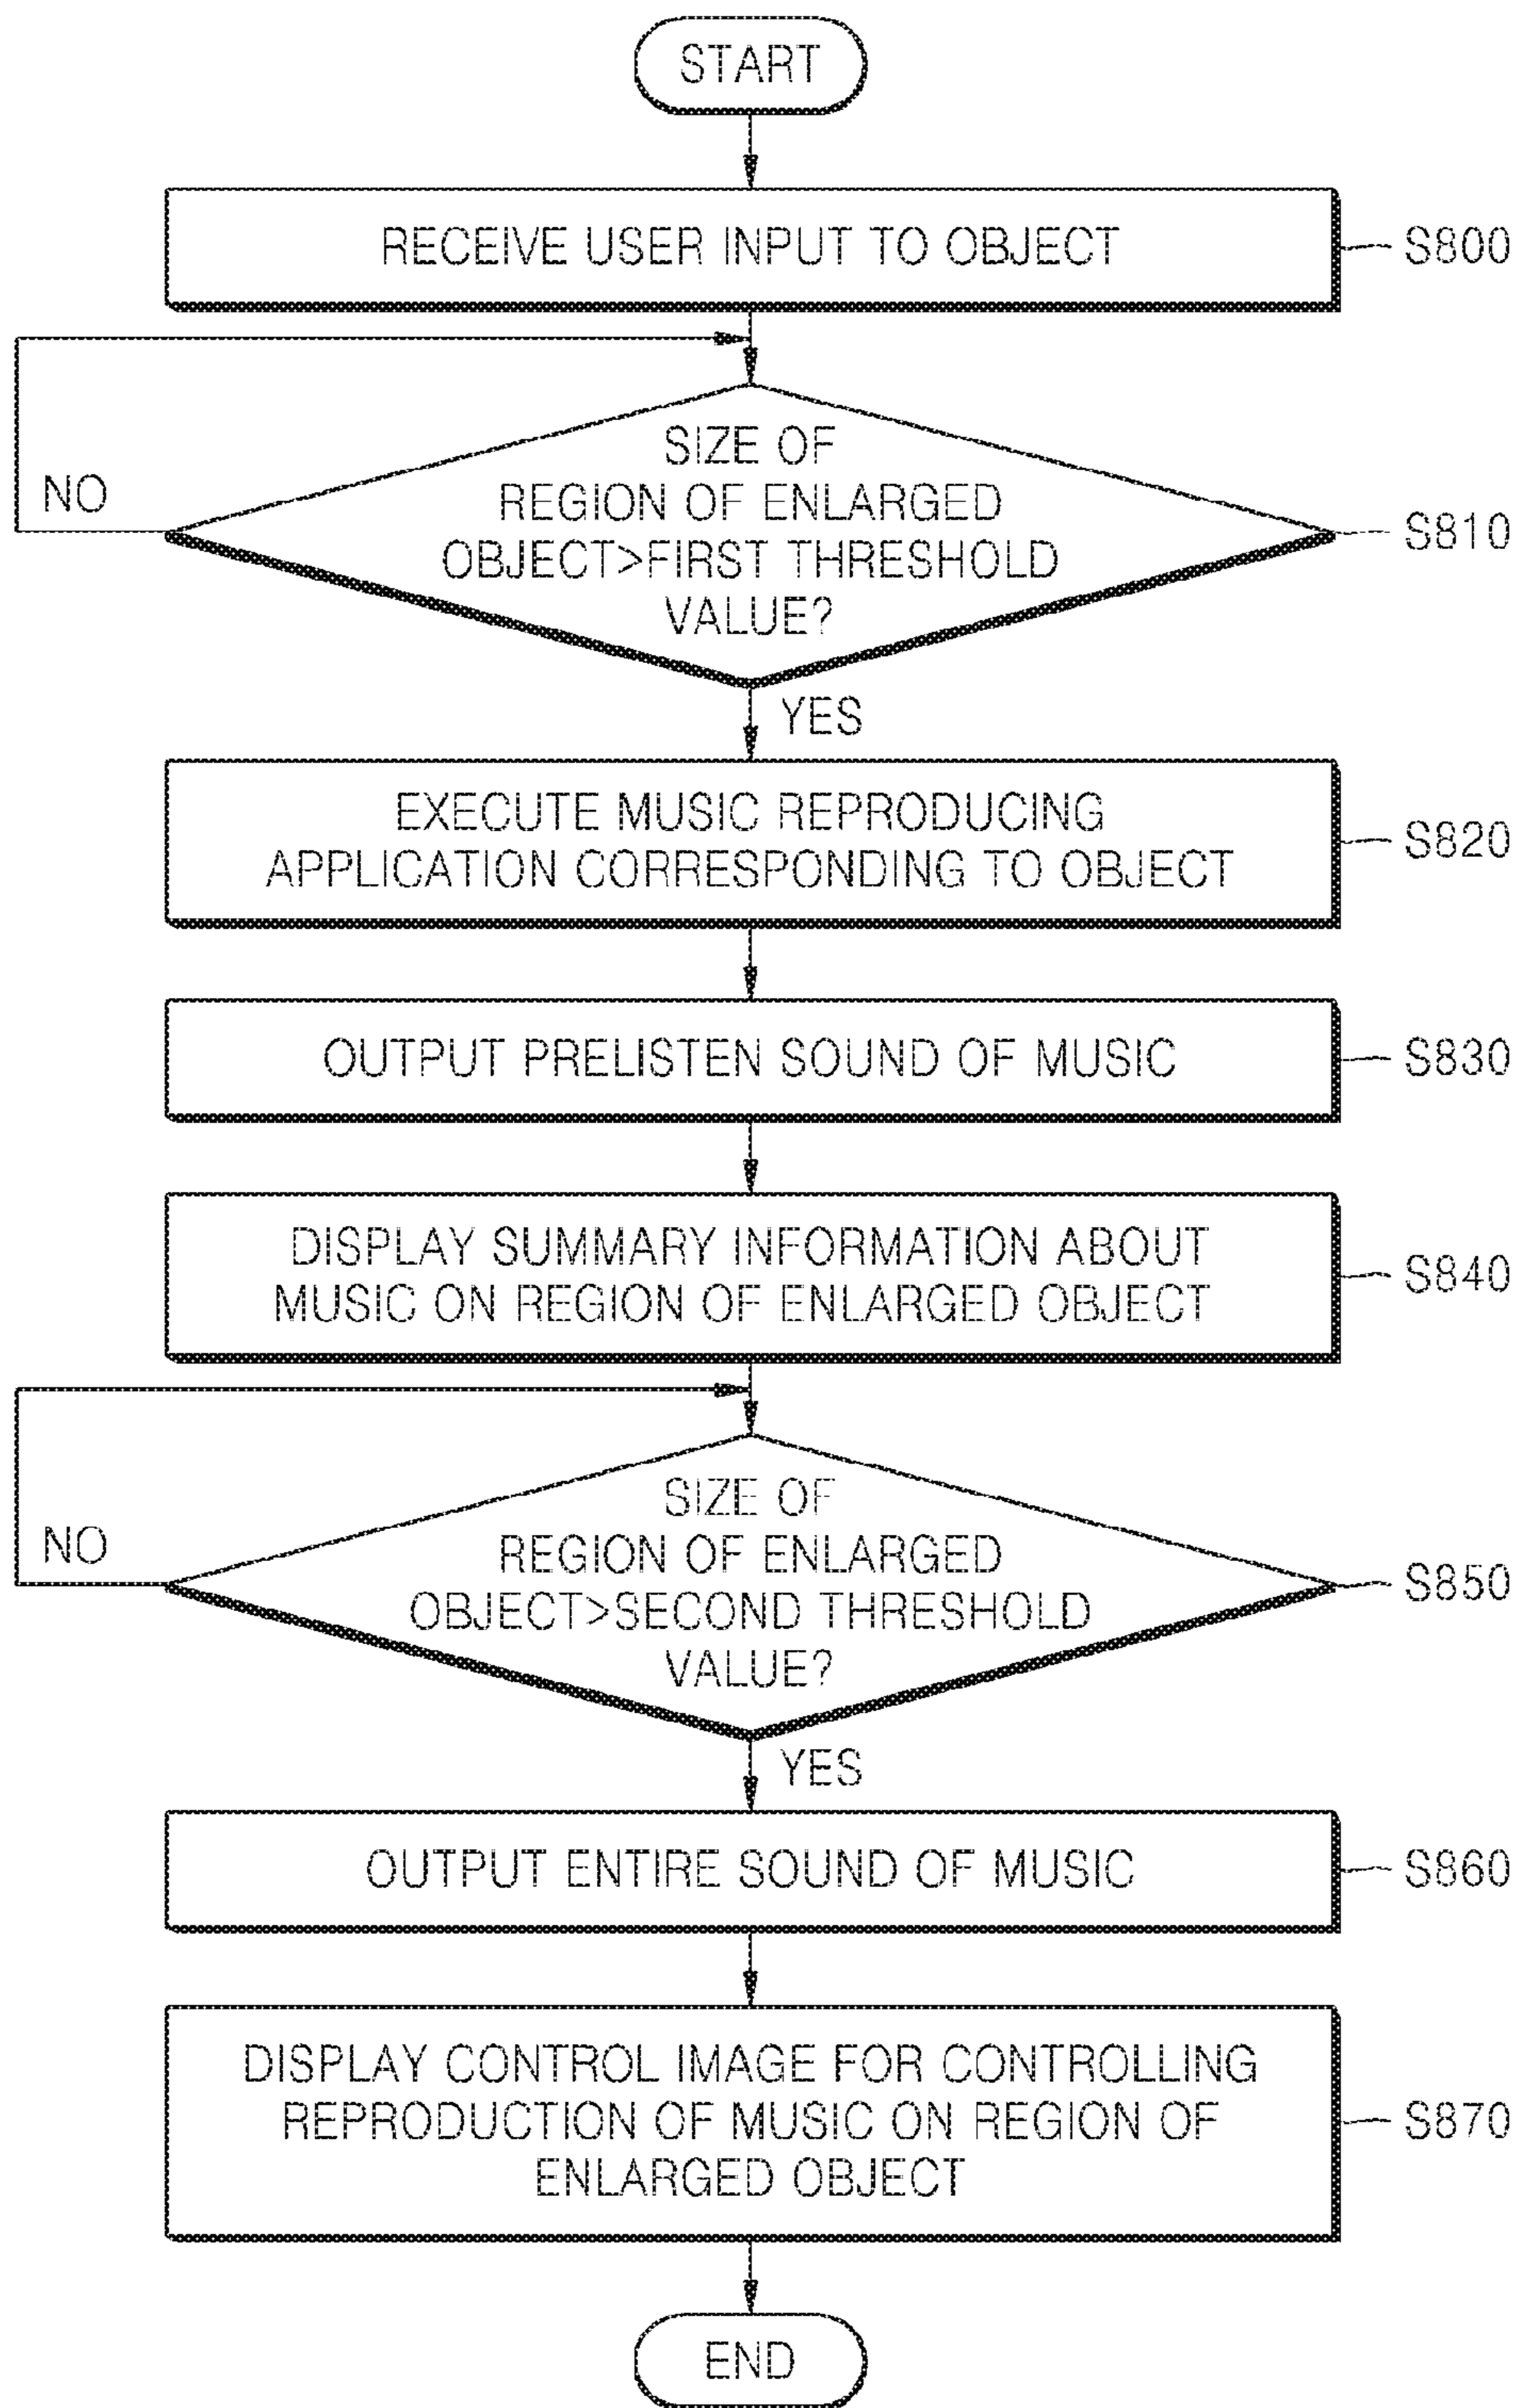 START
RECEIVE USER INPUT TO OBJECT
S800
SIZE OF
REGION OF ENLARGED
OBJECT>FIRST THRESHOLD
VALUE?
NO
S810
YES
EXECUTE MUSIC REPRODUCING
APPLICATION CORRESPONDING TO OBJECT
S820
OUTPUT PRELISTEN SOUND OF MUSIC
S830
DISPLAY SUMMARY INFORMATION ABOUT
MUSIC ON REGION OF ENLARGED OBJECT
S840
SIZE OF
REGION OF ENLARGED
OBJECT>SECOND THRESHOLD
VALUE?
NO
S850
YES
OUTPUT ENTIRE SOUND OF MUSIC
S860
DISPLAY CONTROL IMAGE FOR CONTROLLING
REPRODUCTION OF MUSIC ON REGION OF
ENLARGED OBJECT
S870
END